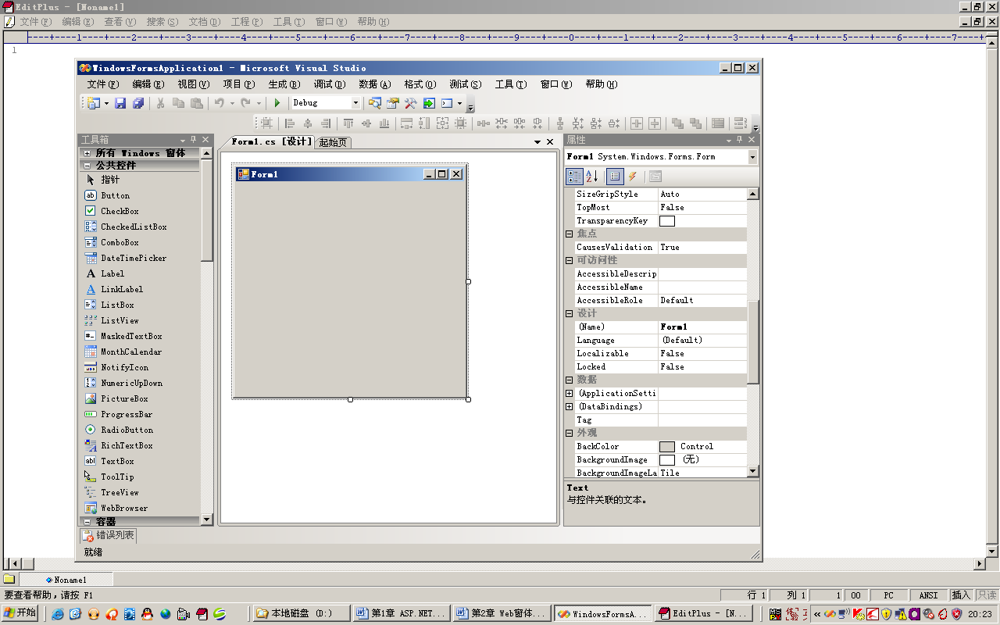 EditPlus - [Noname1]
文件(F) 编辑(E) 查看(V) 搜索(S) 文档(D) 工程(P) 工具(T) 窗口(W) 帮助(H)
----+----1----+----2----+----3----+----4----+----5----+----6----+----7----+----8----+----9----+----0----+----1----+----2----+----3----+----4----+----5----+----6----+----7--
1
WindowsFormsApplication1 - Microsoft Visual Studio
文件(F) 编辑(E) 视图(V) 项目(P) 生成(B) 调试(D) 数据(A) 格式(O) 测试(S) 工具(T) 窗口(W) 帮助(H)
Debug
工具箱
所有 Windows 窗体
公共控件
指针
Button
CheckBox
CheckedListBox
ComboBox
DateTimePicker
Label
LinkLabel
ListBox
ListView
MaskedTextBox
MonthCalendar
NotifyIcon
NumericUpDown
PictureBox
ProgressBar
RadioButton
RichTextBox
TextBox
ToolTip
TreeView
WebBrowser
容器
Form1.cs [设计] 起始页
Form1
属性
Form1 System.Windows.Forms.Form
SizeGripStyle Auto
TopMost False
TransparencyKey
焦点
CausesValidation True
可访问性
AccessibleDescrip
AccessibleName
AccessibleRole Default
设计
(Name) Form1
Language (Default)
Localizable False
Locked False
数据
(ApplicationSetti
(DataBindings)
Tag
外观
BackColor Control
BackgroundImage (无)
BackgroundImageLa Tile
Text
与控件关联的文本。
错误列表
就绪
Noname1
要查看帮助，请按 F1
行 1 列 1 1 00 PC ANSI 插入 只读
开始
本地磁盘 (D:)
第1章 ASP.NET...
第2章 Web窗体...
WindowsFormsA...
EditPlus - [N...
20:23